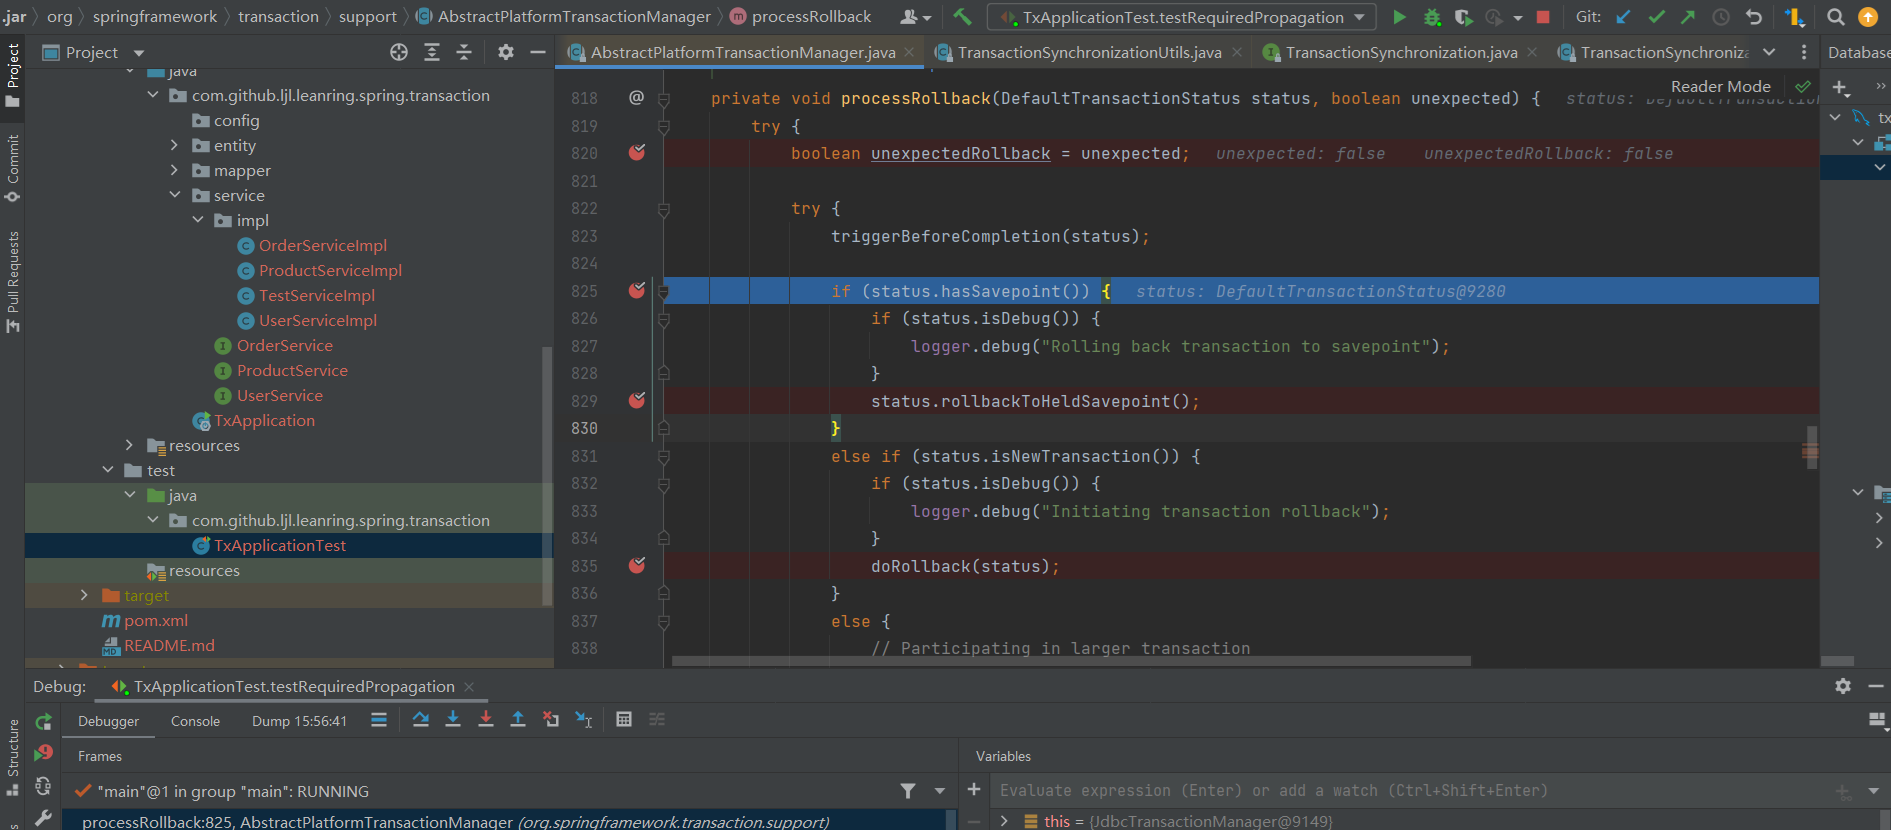 .jar org springframework transaction support AbstractPlatformTransactionManager processRollback TxApplicationTest.testRequiredPropagation Git:
Project
AbstractPlatformTransactionManager.java TransactionSynchronizationUtils.java TransactionSynchronization.java TransactionSynchroniza Database
Project
Commit
Pull Requests
Structure
java
com.github.ljl.leanring.spring.transaction
config
entity
mapper
service
impl
OrderServiceImpl
ProductServiceImpl
TestServiceImpl
UserServiceImpl
OrderService
ProductService
UserService
TxApplication
resources
test
java
com.github.ljl.leanring.spring.transaction
TxApplicationTest
resources
target
pom.xml
README.md
Reader Mode
818 @ private void processRollback(DefaultTransactionStatus status, boolean unexpected) { status: DefaultTransaction
819 try {
820 boolean unexpectedRollback = unexpected; unexpected: false unexpectedRollback: false
821
822 try {
823 triggerBeforeCompletion(status);
824
825 if (status.hasSavepoint()) { status: DefaultTransactionStatus@9280
826 if (status.isDebug()) {
827 logger.debug("Rolling back transaction to savepoint");
828 }
829 status.rollbackToHeldSavepoint();
830 }
831 else if (status.isNewTransaction()) {
832 if (status.isDebug()) {
833 logger.debug("Initiating transaction rollback");
834 }
835 doRollback(status);
836 }
837 else {
838 // Participating in larger transaction
tx
Debug: TxApplicationTest.testRequiredPropagation
Debugger Console Dump 15:56:41
Frames
Variables
"main"@1 in group "main": RUNNING
Evaluate expression (Enter) or add a watch (Ctrl+Shift+Enter)
processRollback:825, AbstractPlatformTransactionManager (org.springframework.transaction.support)
this = {JdbcTransactionManager@9149}